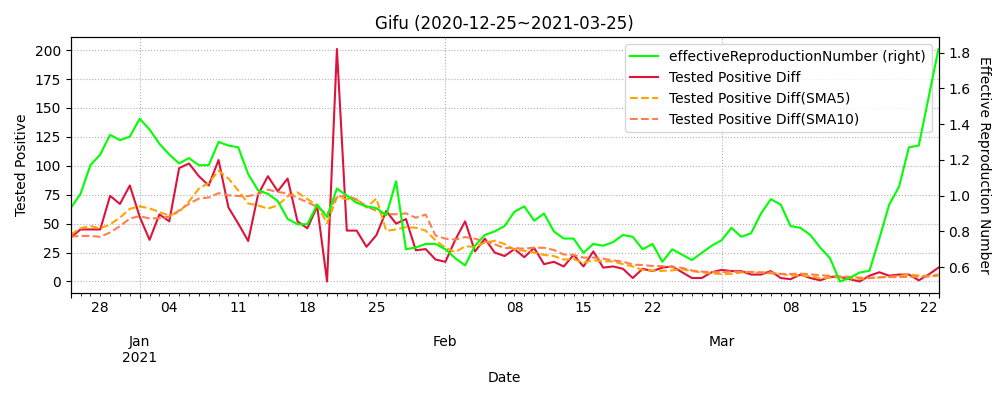 Gifu (2020-12-25~2021-03-25)
effectiveReproductionNumber (right)
Tested Positive Diff
Tested Positive Diff(SMA5)
Tested Positive Diff(SMA10)
Tested Positive
200
175
150
125
100
75
50
25
0
1.8
1.6
1.4
1.2
1.0
0.8
0.6
Effective Reproduction Number
28 04 11 18 25 08 15 22 08 15 22
Jan Feb Mar
2021
Date